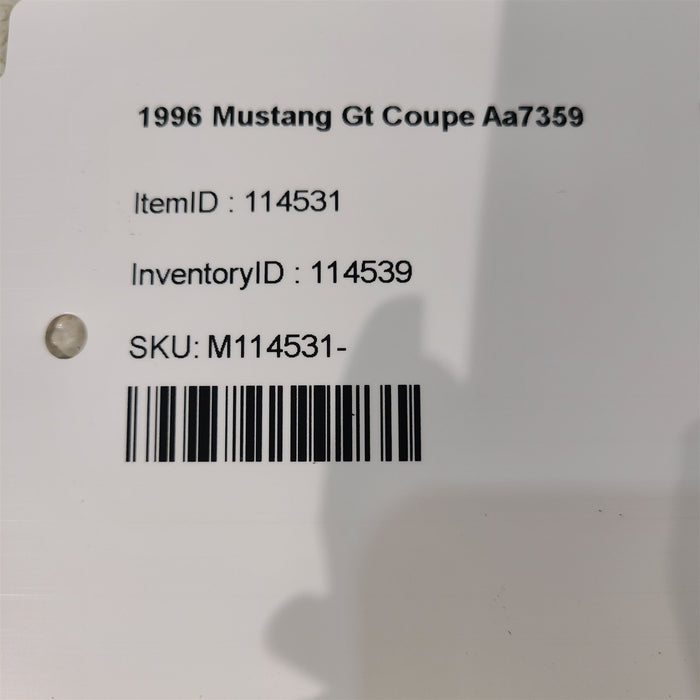 1996 Mustang Gt Coupe Aa7359
ItemID : 114531
InventoryID : 114539
SKU: M114531-